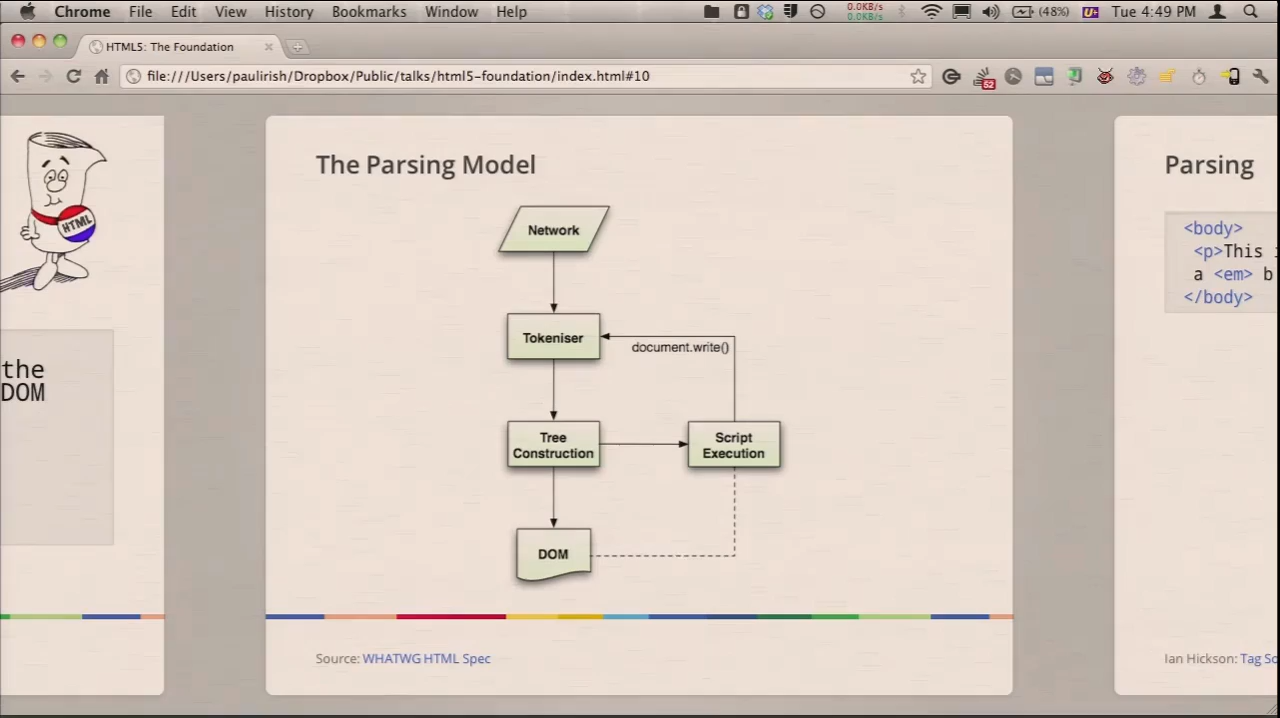 Chrome File Edit View History Bookmarks Window Help 0.0KB/s 0.0KB/s (48%) Tue 4:49 PM
HTML5: The Foundation
file:///Users/paulirish/Dropbox/Public/talks/html5-foundation/index.html#10
52
HTML
the
DOM
The Parsing Model
Network
Tokeniser
document.write()
Tree
Construction
Script
Execution
DOM
Source: WHATWG HTML Spec
Parsing
<body>
<p>This
a <em> b
</body>
Ian Hickson: Tag So